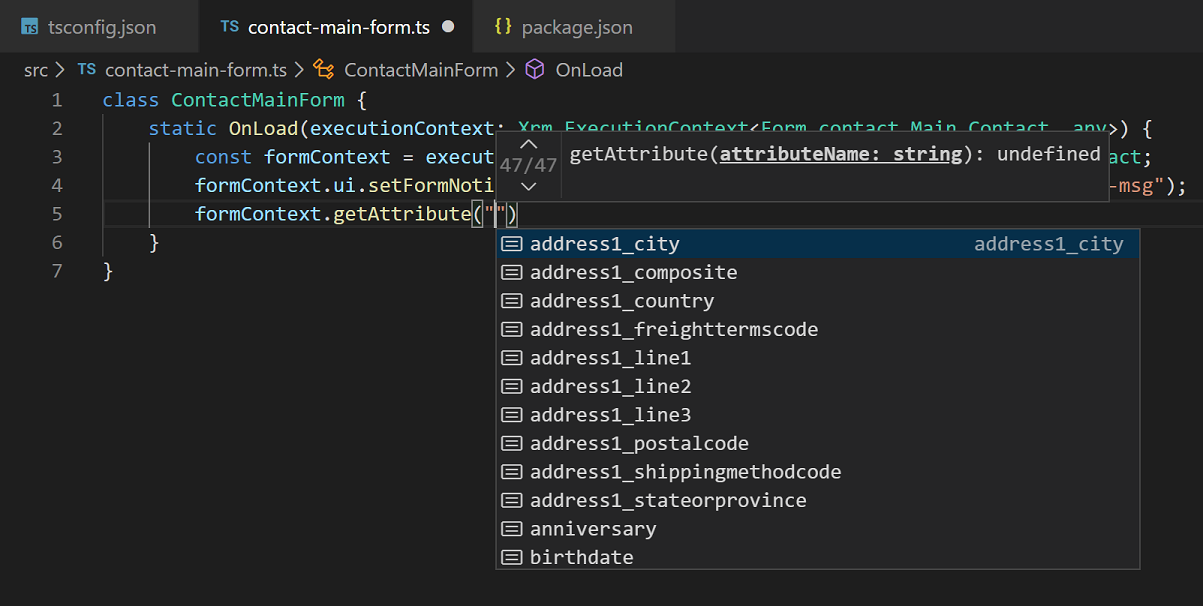 TS tsconfig.json TS contact-main-form.ts ● {} package.json
src > TS contact-main-form.ts > ContactMainForm > OnLoad
1 class ContactMainForm {
2 static OnLoad(executionContext: Xrm.ExecutionContext<Form.contact.Main.Contact, any>) {
3 const formContext = execut act;
47/47 getAttribute(attributeName: string): undefined
4 formContext.ui.setFormNoti -msg");
5 formContext.getAttribute("")
6 }
7 }
address1_city address1_city
address1_composite
address1_country
address1_freighttermscode
address1_line1
address1_line2
address1_line3
address1_postalcode
address1_shippingmethodcode
address1_stateorprovince
anniversary
birthdate